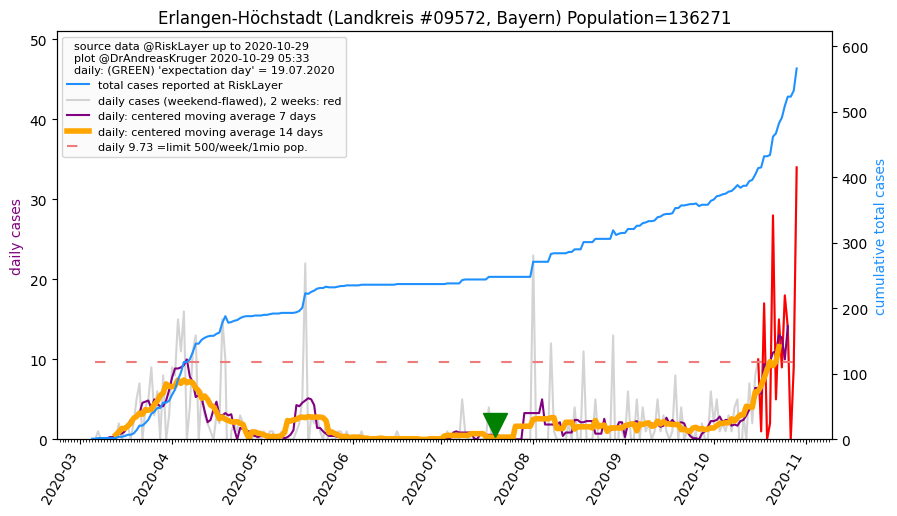 Erlangen-Höchstadt (Landkreis #09572, Bayern) Population=136271
source data @RiskLayer up to 2020-10-29
plot @DrAndreasKruger 2020-10-29 05:33
daily: (GREEN) 'expectation day' = 19.07.2020
total cases reported at RiskLayer
daily cases (weekend-flawed), 2 weeks: red
daily: centered moving average 7 days
daily: centered moving average 14 days
daily 9.73 =limit 500/week/1mio pop.
daily cases
50
40
30
20
10
0
cumulative total cases
600
500
400
300
200
100
0
2020-03
2020-04
2020-05
2020-06
2020-07
2020-08
2020-09
2020-10
2020-11